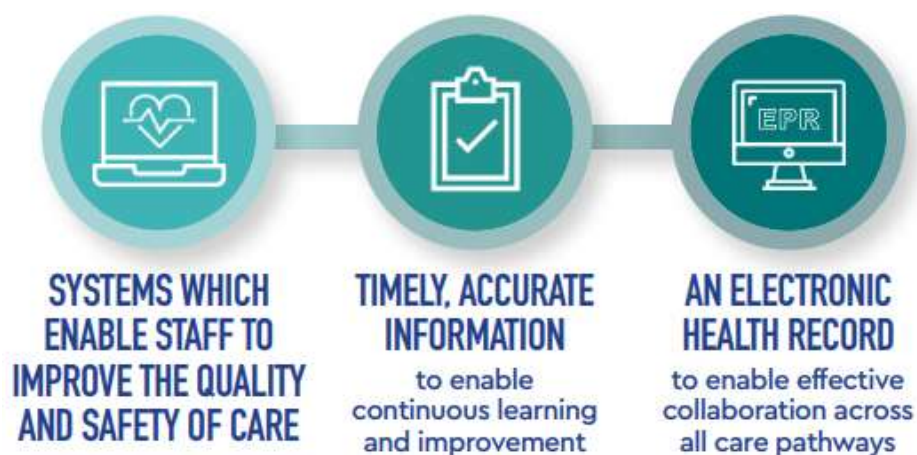 EPR
SYSTEMS WHICH
ENABLE STAFF TO
IMPROVE THE QUALITY
AND SAFETY OF CARE
TIMELY, ACCURATE
INFORMATION
to enable
continuous learning
and improvement
AN ELECTRONIC
HEALTH RECORD
to enable effective
collaboration across
all care pathways